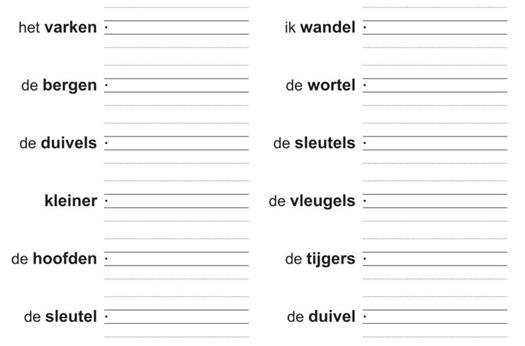 het varken
de bergen
de duivels
kleiner
de hoofden
de sleutel
ik wandel
de wortel
de sleutels
de vleugels
de tijgers
de duivel